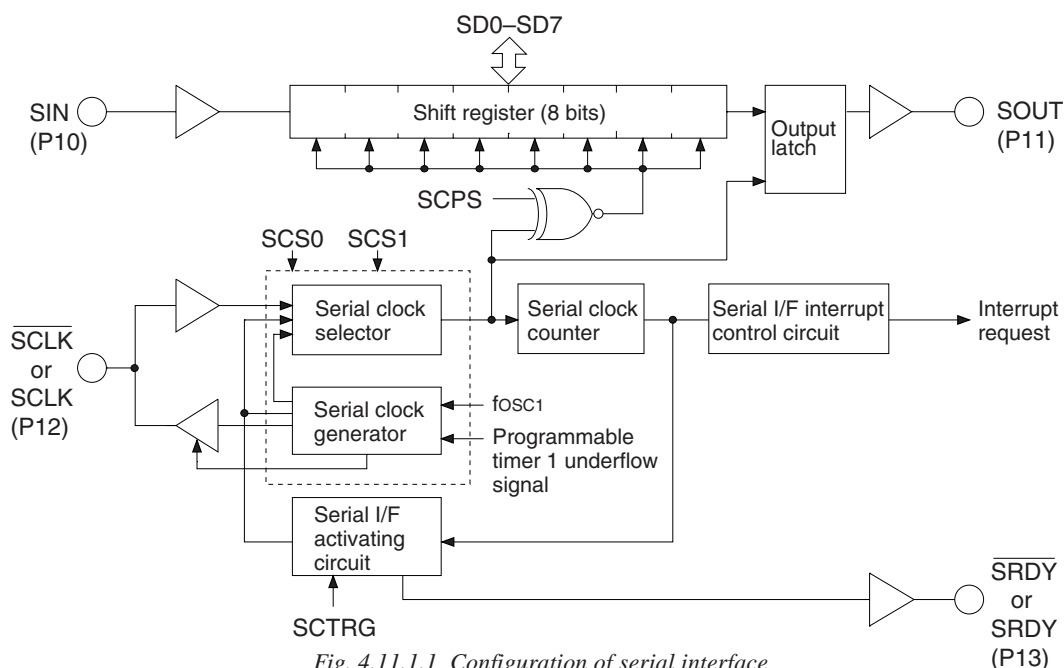 SD0–SD7
SIN
(P10)
Shift register (8 bits)
Output
latch
SOUT
(P11)
SCPS
SCS0 SCS1
Serial clock
selector
Serial clock
counter
Serial I/F interrupt
control circuit
Interrupt
request
SCLK
or
SCLK
(P12)
Serial clock
generator
fOSC1
Programmable
timer 1 underflow
signal
Serial I/F
activating
circuit
SCTRG
SRDY
or
SRDY
(P13)
Fig. 4.11.1.1 Configuration of serial interface